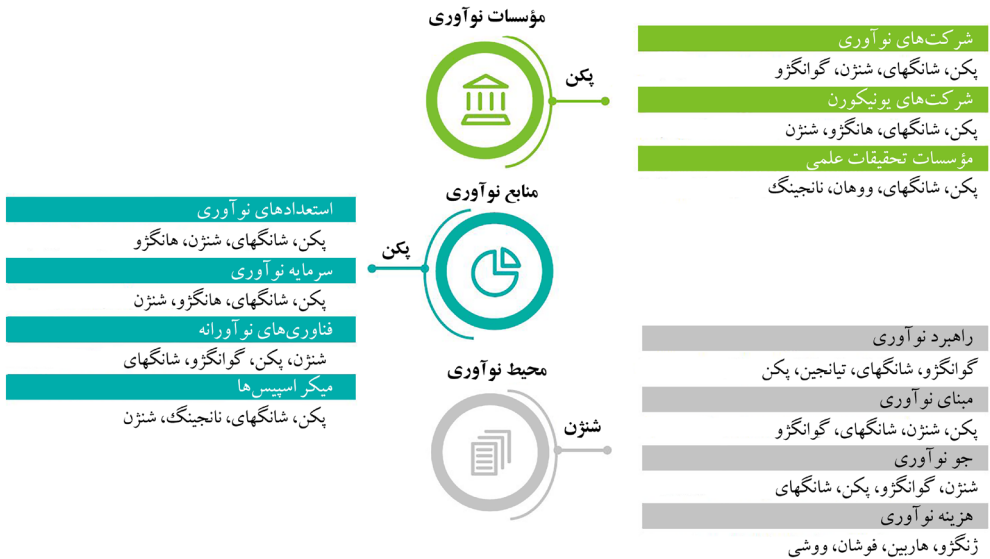 مؤسسات نوآوری
پکن
شرکت‌های نوآوری
پکن، شانگهای، شنژن، گوانگژو
شرکت‌های یونیکورن
پکن، شانگهای، هانگژو، شنژن
مؤسسات تحقیقات علمی
پکن، شانگهای، ووهان، نانجینگ
منابع نوآوری
پکن
استعدادهای نوآوری
پکن، شانگهای، شنژن، هانگژو
سرمایه نوآوری
پکن، شانگهای، هانگژو، شنژن
فناوری‌های نوآورانه
شنژن، پکن، گوانگژو، شانگهای
میکر اسپیس‌ها
پکن، شانگهای، نانجینگ، شنژن
محیط نوآوری
شنژن
راهبرد نوآوری
گوانگژو، شانگهای، تیانجین، پکن
مبنای نوآوری
پکن، شنژن، شانگهای، گوانگژو
جو نوآوری
شنژن، گوانگژو، پکن، شانگهای
هزینه نوآوری
ژنگژو، هاربین، فوشان، ووشی